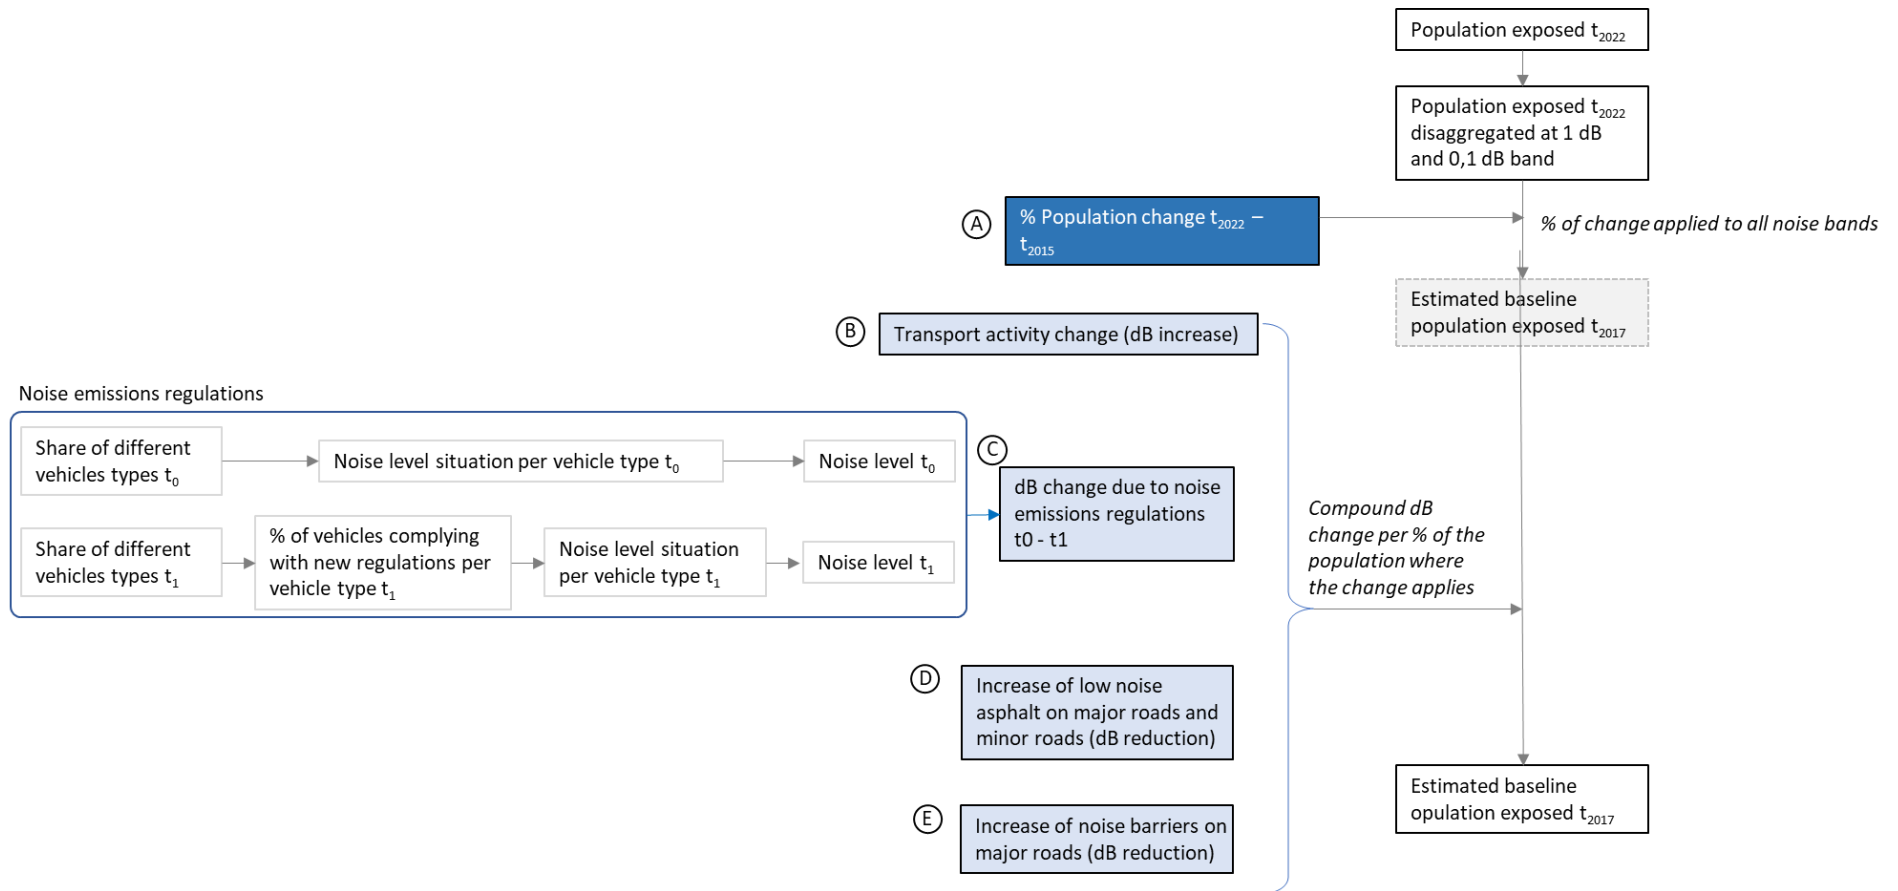 Population exposed t2022
Population exposed t2022
disaggregated at 1 dB
and 0,1 dB band
A
% Population change t2022 –
t2015
% of change applied to all noise bands
Estimated baseline
population exposed t2017
B
Transport activity change (dB increase)
Noise emissions regulations
Share of different
vehicles types t0
Noise level situation per vehicle type t0
Noise level t0
Share of different
vehicles types t1
% of vehicles complying
with new regulations per
vehicle type t1
Noise level situation
per vehicle type t1
Noise level t1
C
dB change due to noise
emissions regulations
t0 - t1
Compound dB
change per % of the
population where
the change applies
D
Increase of low noise
asphalt on major roads and
minor roads (dB reduction)
E
Increase of noise barriers on
major roads (dB reduction)
Estimated baseline
opulation exposed t2017